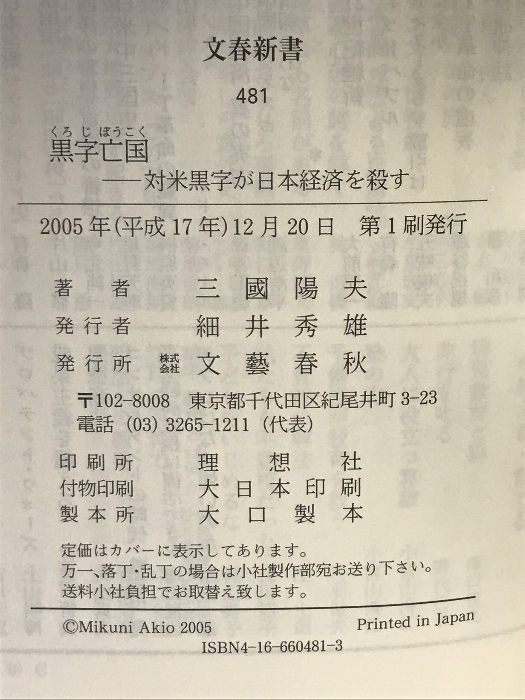 文春新書
481
くろじぼうこく
黒字亡国
――対米黒字が日本経済を殺す
2005年(平成17年)12月20日 第1刷発行
著者 三國陽夫
発行者 細井秀雄
発行所 株式会社 文藝春秋
〒102-8008 東京都千代田区紀尾井町3-23
電話 (03) 3265-1211 (代表)
印刷所 理想社
付物印刷 大日本印刷
製本所 大口製本
定価はカバーに表示してあります。
万一、落丁・乱丁の場合は小社製作部宛お送り下さい。
送料小社負担でお取替え致します。
©Mikuni Akio 2005 Printed in Japan
ISBN4-16-660481-3